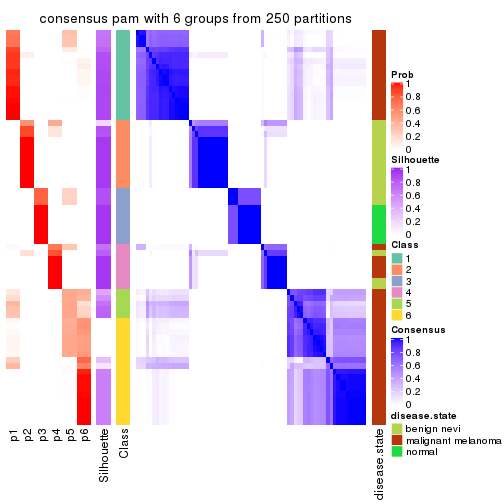 consensus pam with 6 groups from 250 partitions
Prob
1
0.8
0.6
0.4
0.2
0
Silhouette
1
0.8
0.6
0.4
0.2
0
Class
1
2
3
4
5
6
Consensus
1
0.8
0.6
0.4
0.2
0
disease.state
benign nevi
malignant melanoma
normal
p1
p2
p3
p4
p5
p6
Silhouette
Class
disease.state